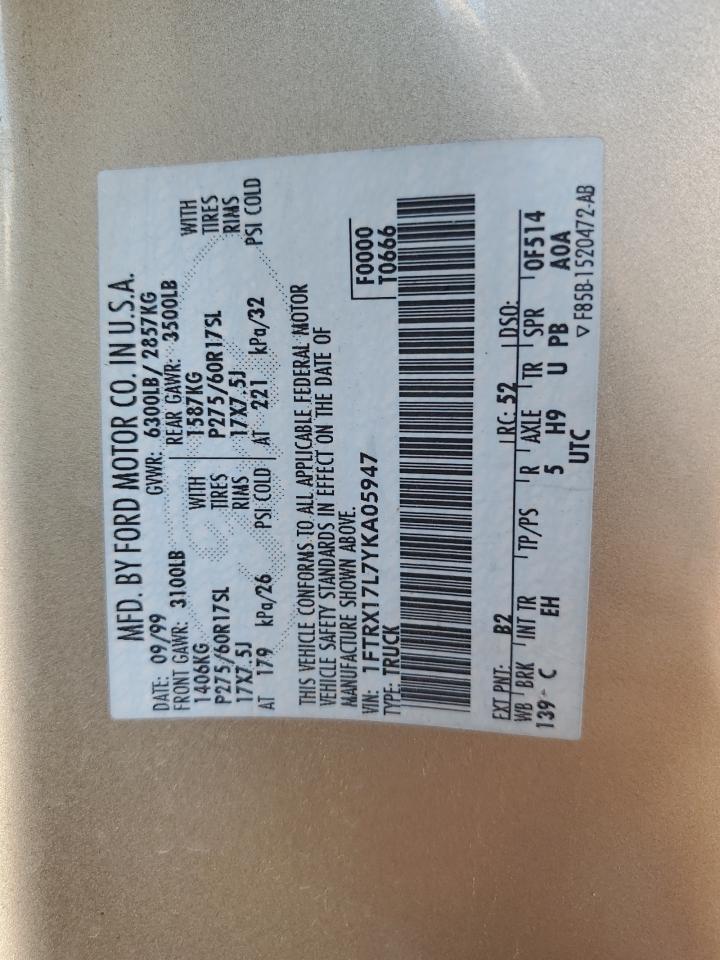 MFD. BY FORD MOTOR CO. IN U.S.A.
DATE: 09/99 GVWR: 6300LB/ 2857KG
FRONT GAWR: 3100LB REAR GAWR: 3500LB
1406KG WITH 1587KG WITH
P275/60R17SL TIRES P275/60R17SL TIRES
17X7.5J RIMS 17X7.5J RIMS
AT 179 kPa/26 PSI COLD AT 221 kPa/32 PSI COLD
THIS VEHICLE CONFORMS TO ALL APPLICABLE FEDERAL MOTOR
VEHICLE SAFETY STANDARDS IN EFFECT ON THE DATE OF
MANUFACTURE SHOWN ABOVE.
VIN: 1FTRX17L7YKA05947 F0000
TYPE: TRUCK T0666
EXT PNT: B2 RC: 52 DSO:
WB BRK INT TR TP/PS R AXLE TR SPR 0F514
139 C EH 5 H9 U PB A0A
UTC ▽ F85B-1520472-AB